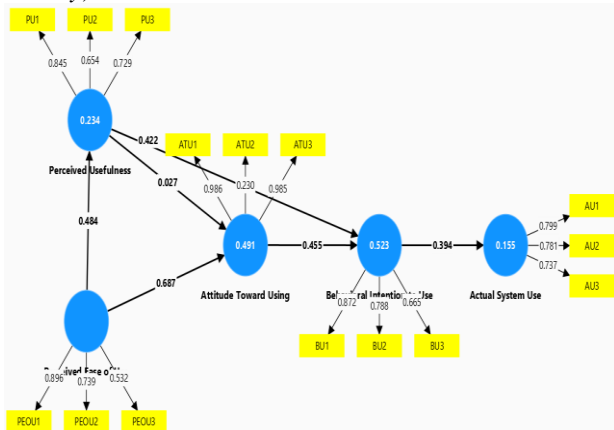 PU1 PU2 PU3
0.845 0.654 0.729
0.234
Perceived Usefulness
0.422
ATU1 ATU2 ATU3
0.027
0.986 0.230 0.985
0.484
0.687
0.491
Attitude Toward Using
0.455
0.523
Use
0.394
0.155
Actual System Use
0.799 AU1
0.781 AU2
0.737 AU3
0.872 0.788 0.665
BU1 BU2 BU3
0.896 0.739 0.532
PEOU1 PEOU2 PEOU3